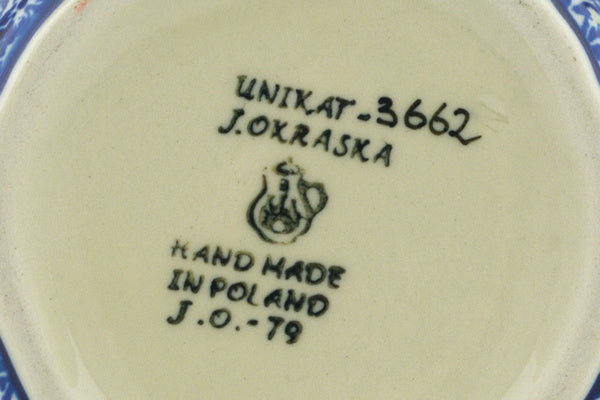 UNIKAT-3662
J.OKRASKA
HAND MADE
IN POLAND
J.O.-79